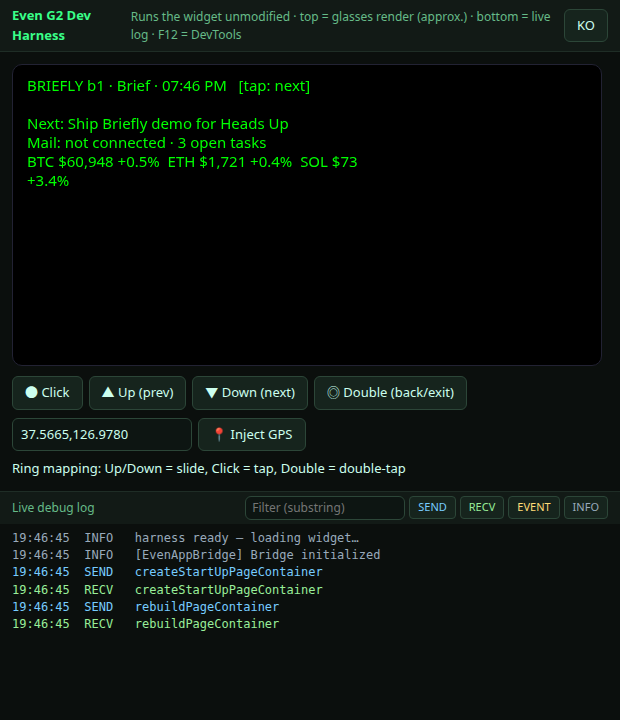 Even G2 Dev Harness
Runs the widget unmodified · top = glasses render (approx.) · bottom = live log · F12 = DevTools
KO
BRIEFLY b1 · Brief · 07:46 PM [tap: next]
Next: Ship Briefly demo for Heads Up
Mail: not connected · 3 open tasks
BTC $60,948 +0.5% ETH $1,721 +0.4% SOL $73
+3.4%
● Click
▲ Up (prev)
▼ Down (next)
◎ Double (back/exit)
37.5665,126.9780
📍 Inject GPS
Ring mapping: Up/Down = slide, Click = tap, Double = double-tap
Live debug log
Filter (substring)
SEND
RECV
EVENT
INFO
19:46:45 INFO harness ready — loading widget…
19:46:45 INFO [EvenAppBridge] Bridge initialized
19:46:45 SEND createStartUpPageContainer
19:46:45 RECV createStartUpPageContainer
19:46:45 SEND rebuildPageContainer
19:46:45 RECV rebuildPageContainer